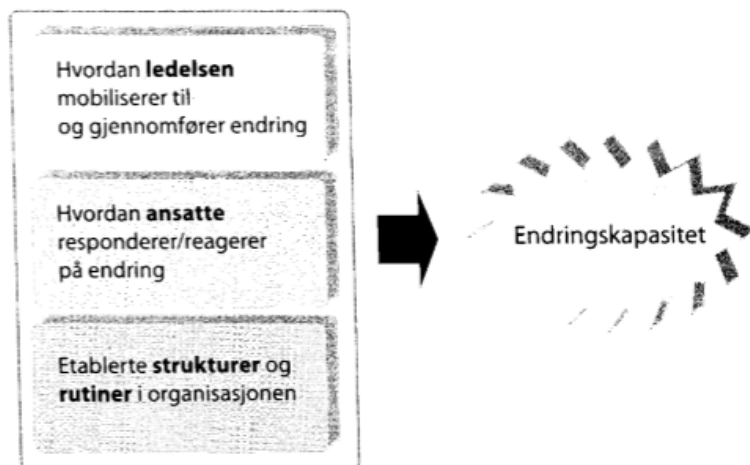 Hvordan ledelsen
mobiliserer til
og gjennomfører endring
Hvordan ansatte
responderer/reagerer
på endring
Etablerte strukturer og
rutiner i organisasjonen
Endringskapasitet